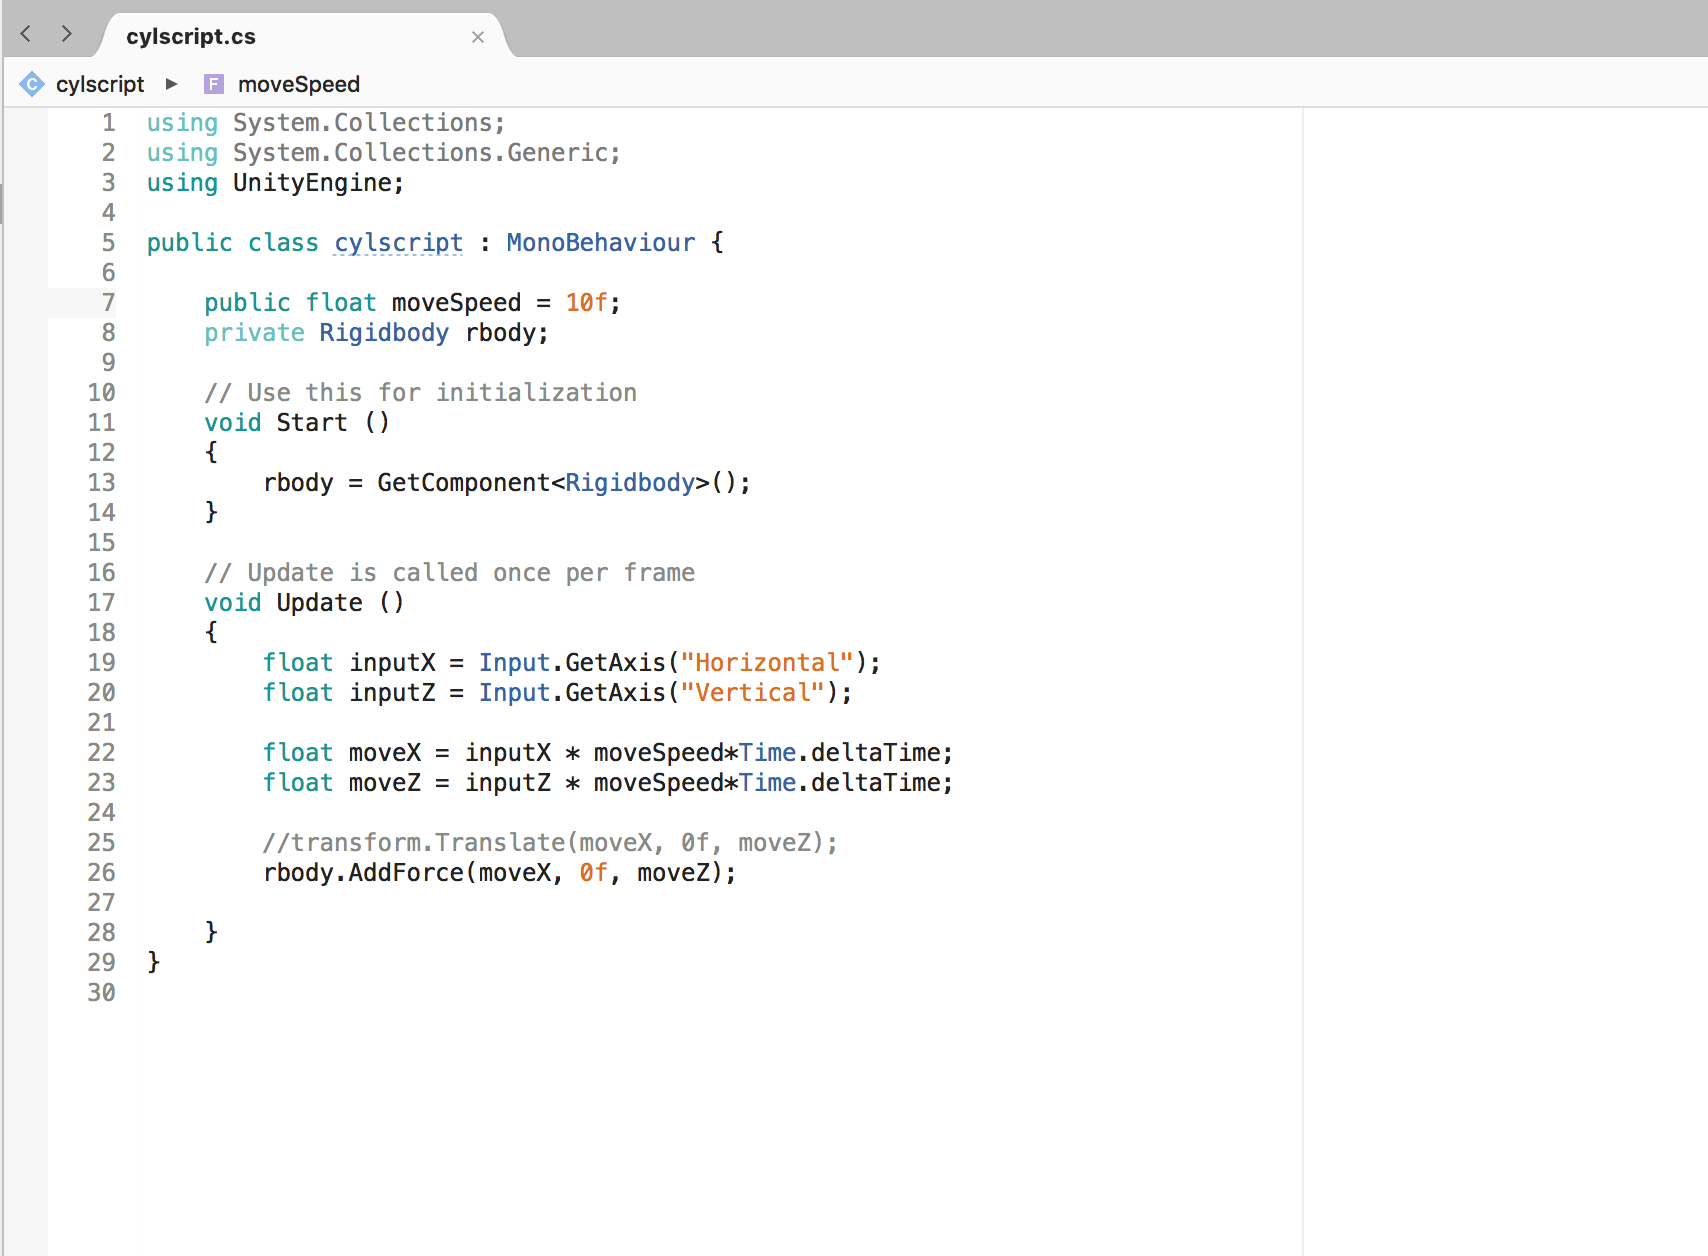 cylscript.cs
cylscript ▶ F moveSpeed
1 using System.Collections;
2 using System.Collections.Generic;
3 using UnityEngine;
4
5 public class cylscript : MonoBehaviour {
6
7 public float moveSpeed = 10f;
8 private Rigidbody rbody;
9
10 // Use this for initialization
11 void Start ()
12 {
13 rbody = GetComponent<Rigidbody>();
14 }
15
16 // Update is called once per frame
17 void Update ()
18 {
19 float inputX = Input.GetAxis("Horizontal");
20 float inputZ = Input.GetAxis("Vertical");
21
22 float moveX = inputX * moveSpeed*Time.deltaTime;
23 float moveZ = inputZ * moveSpeed*Time.deltaTime;
24
25 //transform.Translate(moveX, 0f, moveZ);
26 rbody.AddForce(moveX, 0f, moveZ);
27
28 }
29 }
30